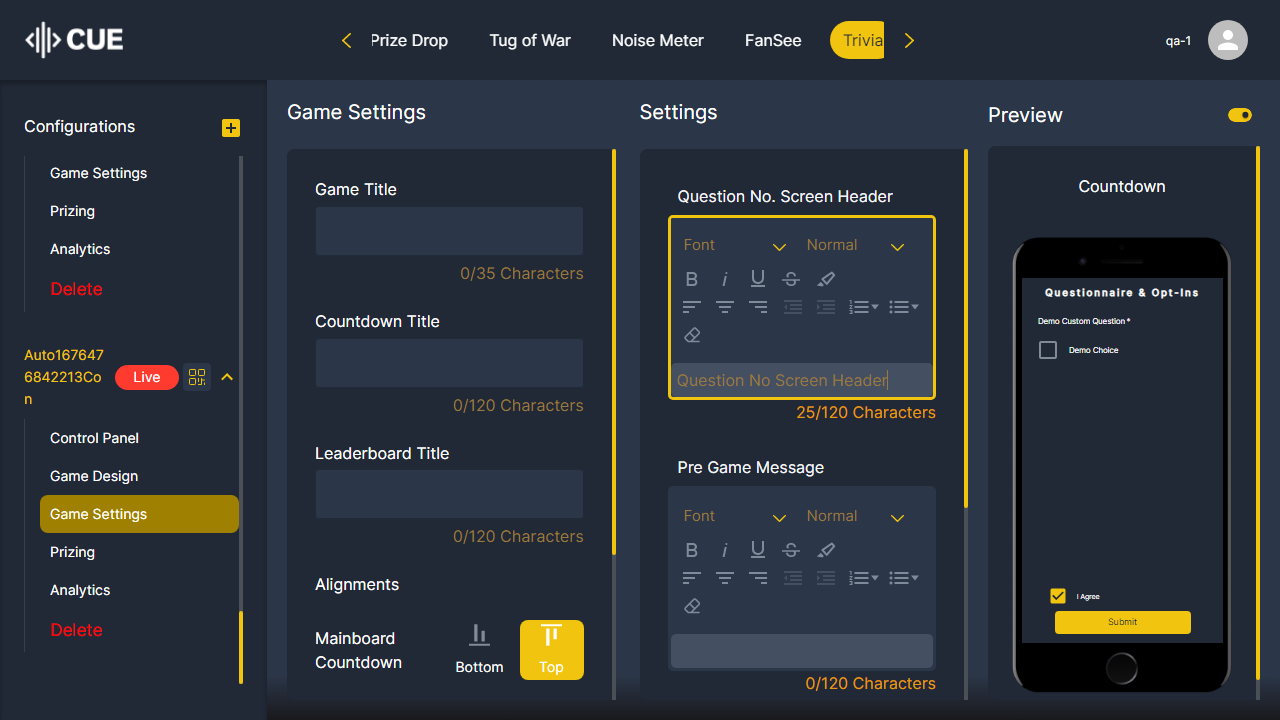 CUE
Prize Drop
Tug of War
Noise Meter
FanSee
Trivia
qa-1
Configurations
Game Settings
Prizing
Analytics
Delete
Auto167647
6842213Co
n
Live
Control Panel
Game Design
Game Settings
Prizing
Analytics
Delete
Game Settings
Game Title
0/35 Characters
Countdown Title
0/120 Characters
Leaderboard Title
0/120 Characters
Alignments
Mainboard
Countdown
Bottom
Top
Settings
Question No. Screen Header
Font
Normal
Question No Screen Header
25/120 Characters
Pre Game Message
Font
Normal
0/120 Characters
Preview
Countdown
Questionnaire & Opt-Ins
Demo Custom Question *
Demo Choice
I Agree
Submit